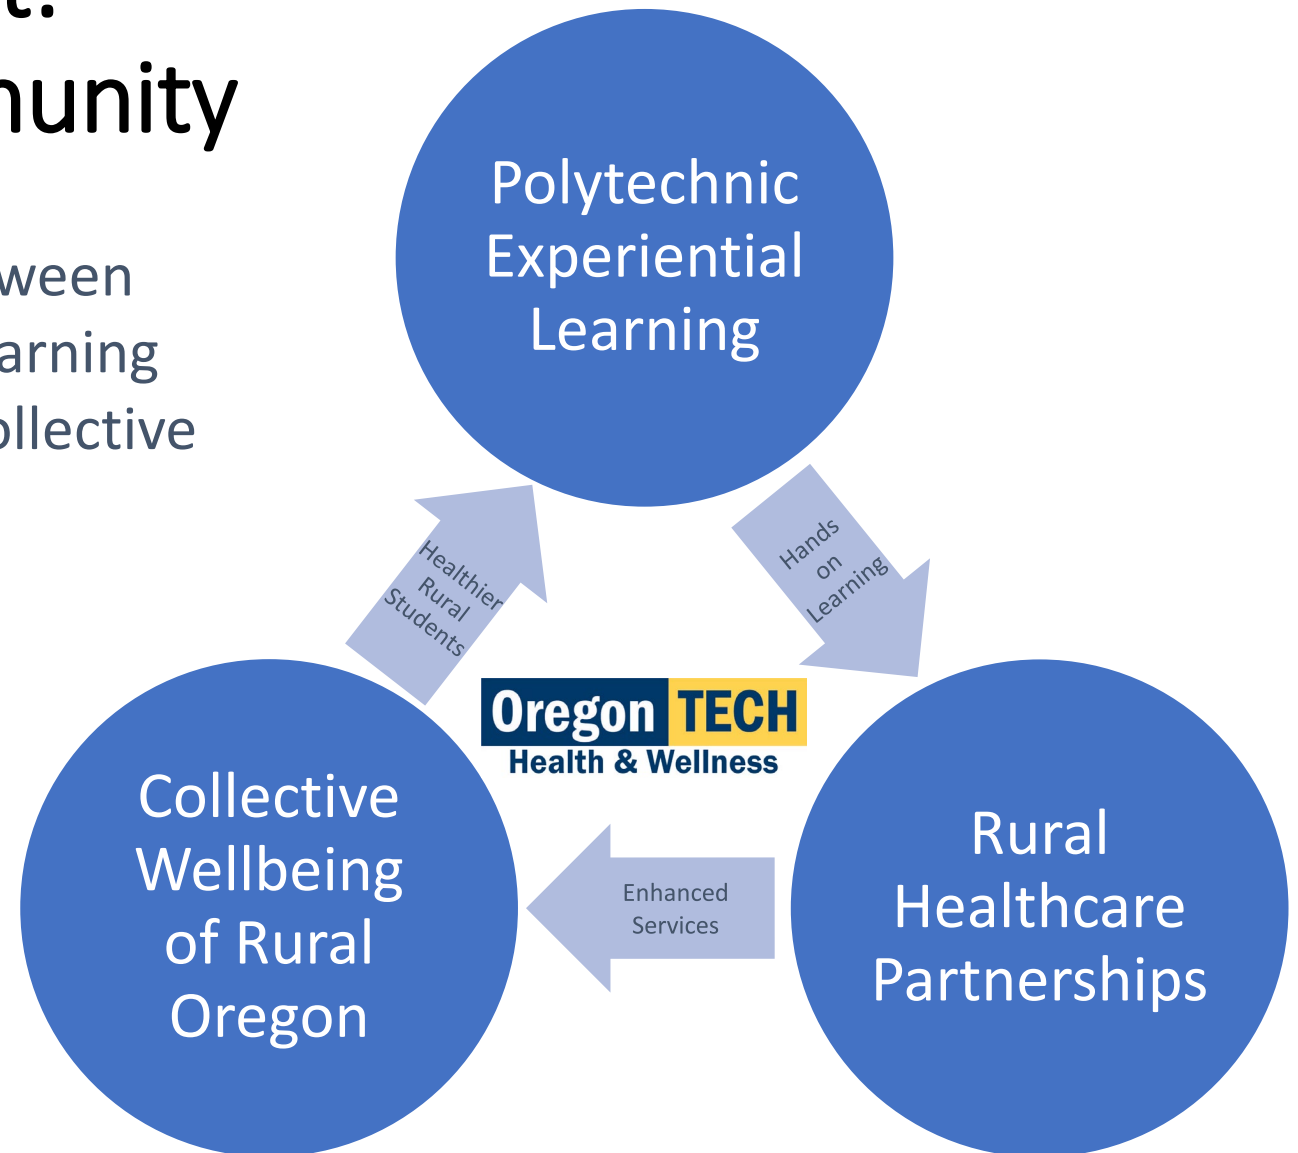 munity
ween
arning
ollective
Polytechnic
Experiential
Learning
Hands
on
Learning
Healthier
Rural
Students
Oregon TECH
Health & Wellness
Collective
Wellbeing
of Rural
Oregon
Enhanced
Services
Rural
Healthcare
Partnerships